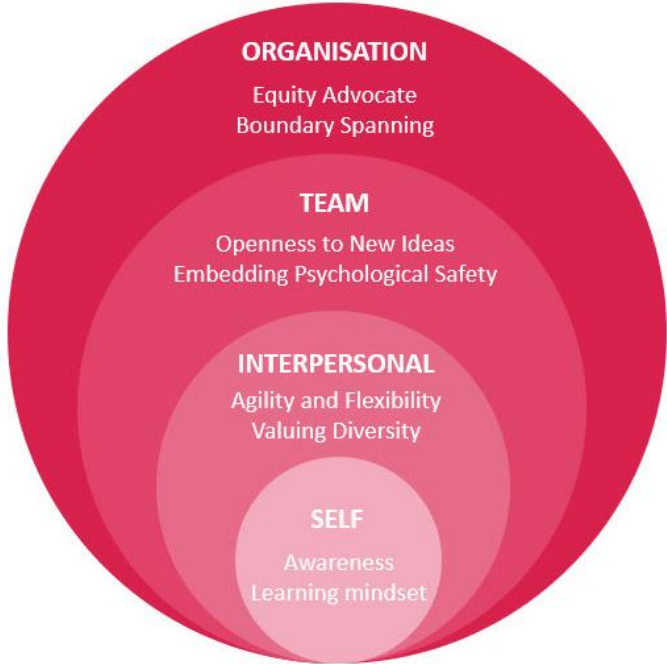 ORGANISATION
Equity Advocate
Boundary Spanning
TEAM
Openness to New Ideas
Embedding Psychological Safety
INTERPERSONAL
Agility and Flexibility
Valuing Diversity
SELF
Awareness
Learning mindset